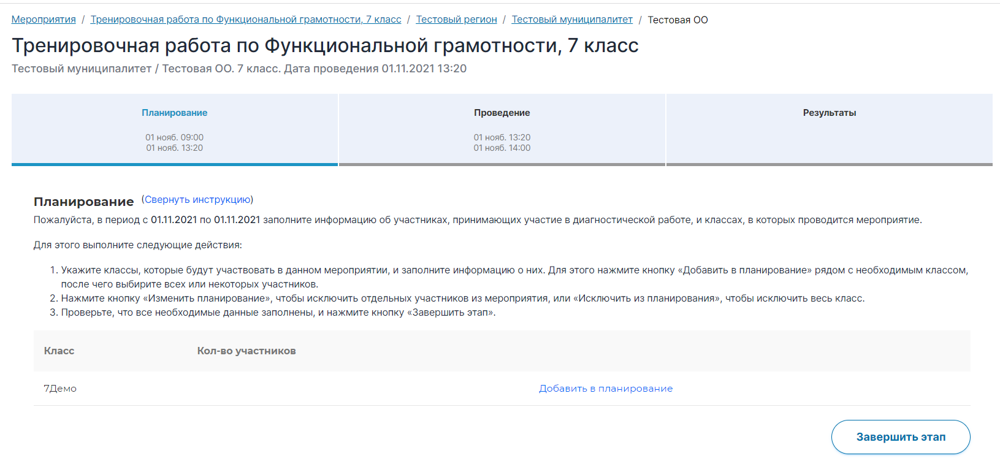 Мероприятия / Тренировочная работа по Функциональной грамотности, 7 класс / Тестовый регион / Тестовый муниципалитет / Тестовая ОО
Тренировочная работа по Функциональной грамотности, 7 класс
Тестовый муниципалитет / Тестовая ОО. 7 класс. Дата проведения 01.11.2021 13:20
Планирование
01 нояб. 09:00
01 нояб. 13:20
Проведение
01 нояб. 13:20
01 нояб. 14:00
Результаты
Планирование (Свернуть инструкцию)
Пожалуйста, в период с 01.11.2021 по 01.11.2021 заполните информацию об участниках, принимающих участие в диагностической работе, и классах, в которых проводится мероприятие.
Для этого выполните следующие действия:
1. Укажите классы, которые будут участвовать в данном мероприятии, и заполните информацию о них. Для этого нажмите кнопку «Добавить в планирование» рядом с необходимым классом,
после чего выбирите всех или некоторых участников.
2. Нажмите кнопку «Изменить планирование», чтобы исключить отдельных участников из мероприятия, или «Исключить из планирования», чтобы исключить весь класс.
3. Проверьте, что все необходимые данные заполнены, и нажмите кнопку «Завершить этап».
Класс Кол-во участников
7Демо Добавить в планирование
Завершить этап